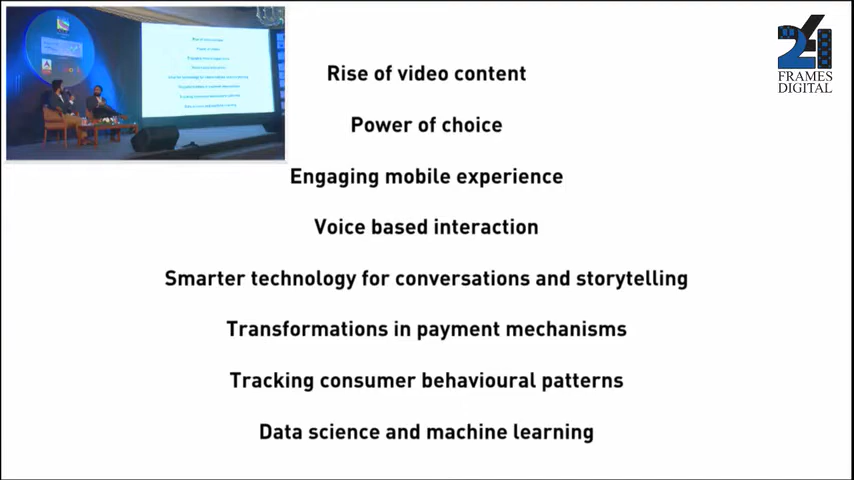 24
FRAMES
DIGITAL
Rise of video content
Power of choice
Engaging mobile experience
Voice based interaction
Smarter technology for conversations and storytelling
Transformations in payment mechanisms
Tracking consumer behavioural patterns
Data science and machine learning